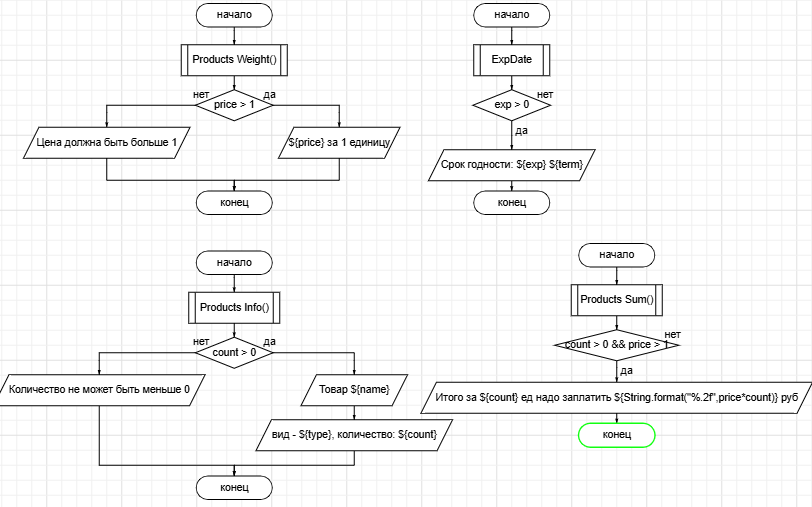 начало
Products Weight()
нет
да
price > 1
Цена должна быть больше 1
${price} за 1 единицу
конец
начало
ExpDate
нет
exp > 0
да
Срок годности: ${exp} ${term}
конец
начало
Products Info()
нет
да
count > 0
Количество не может быть меньше 0
Товар ${name}
вид - ${type}, количество: ${count}
конец
начало
Products Sum()
нет
count > 0 && price > 1
да
Итого за ${count} ед надо заплатить ${String.format("%.2f",price*count)} руб
конец